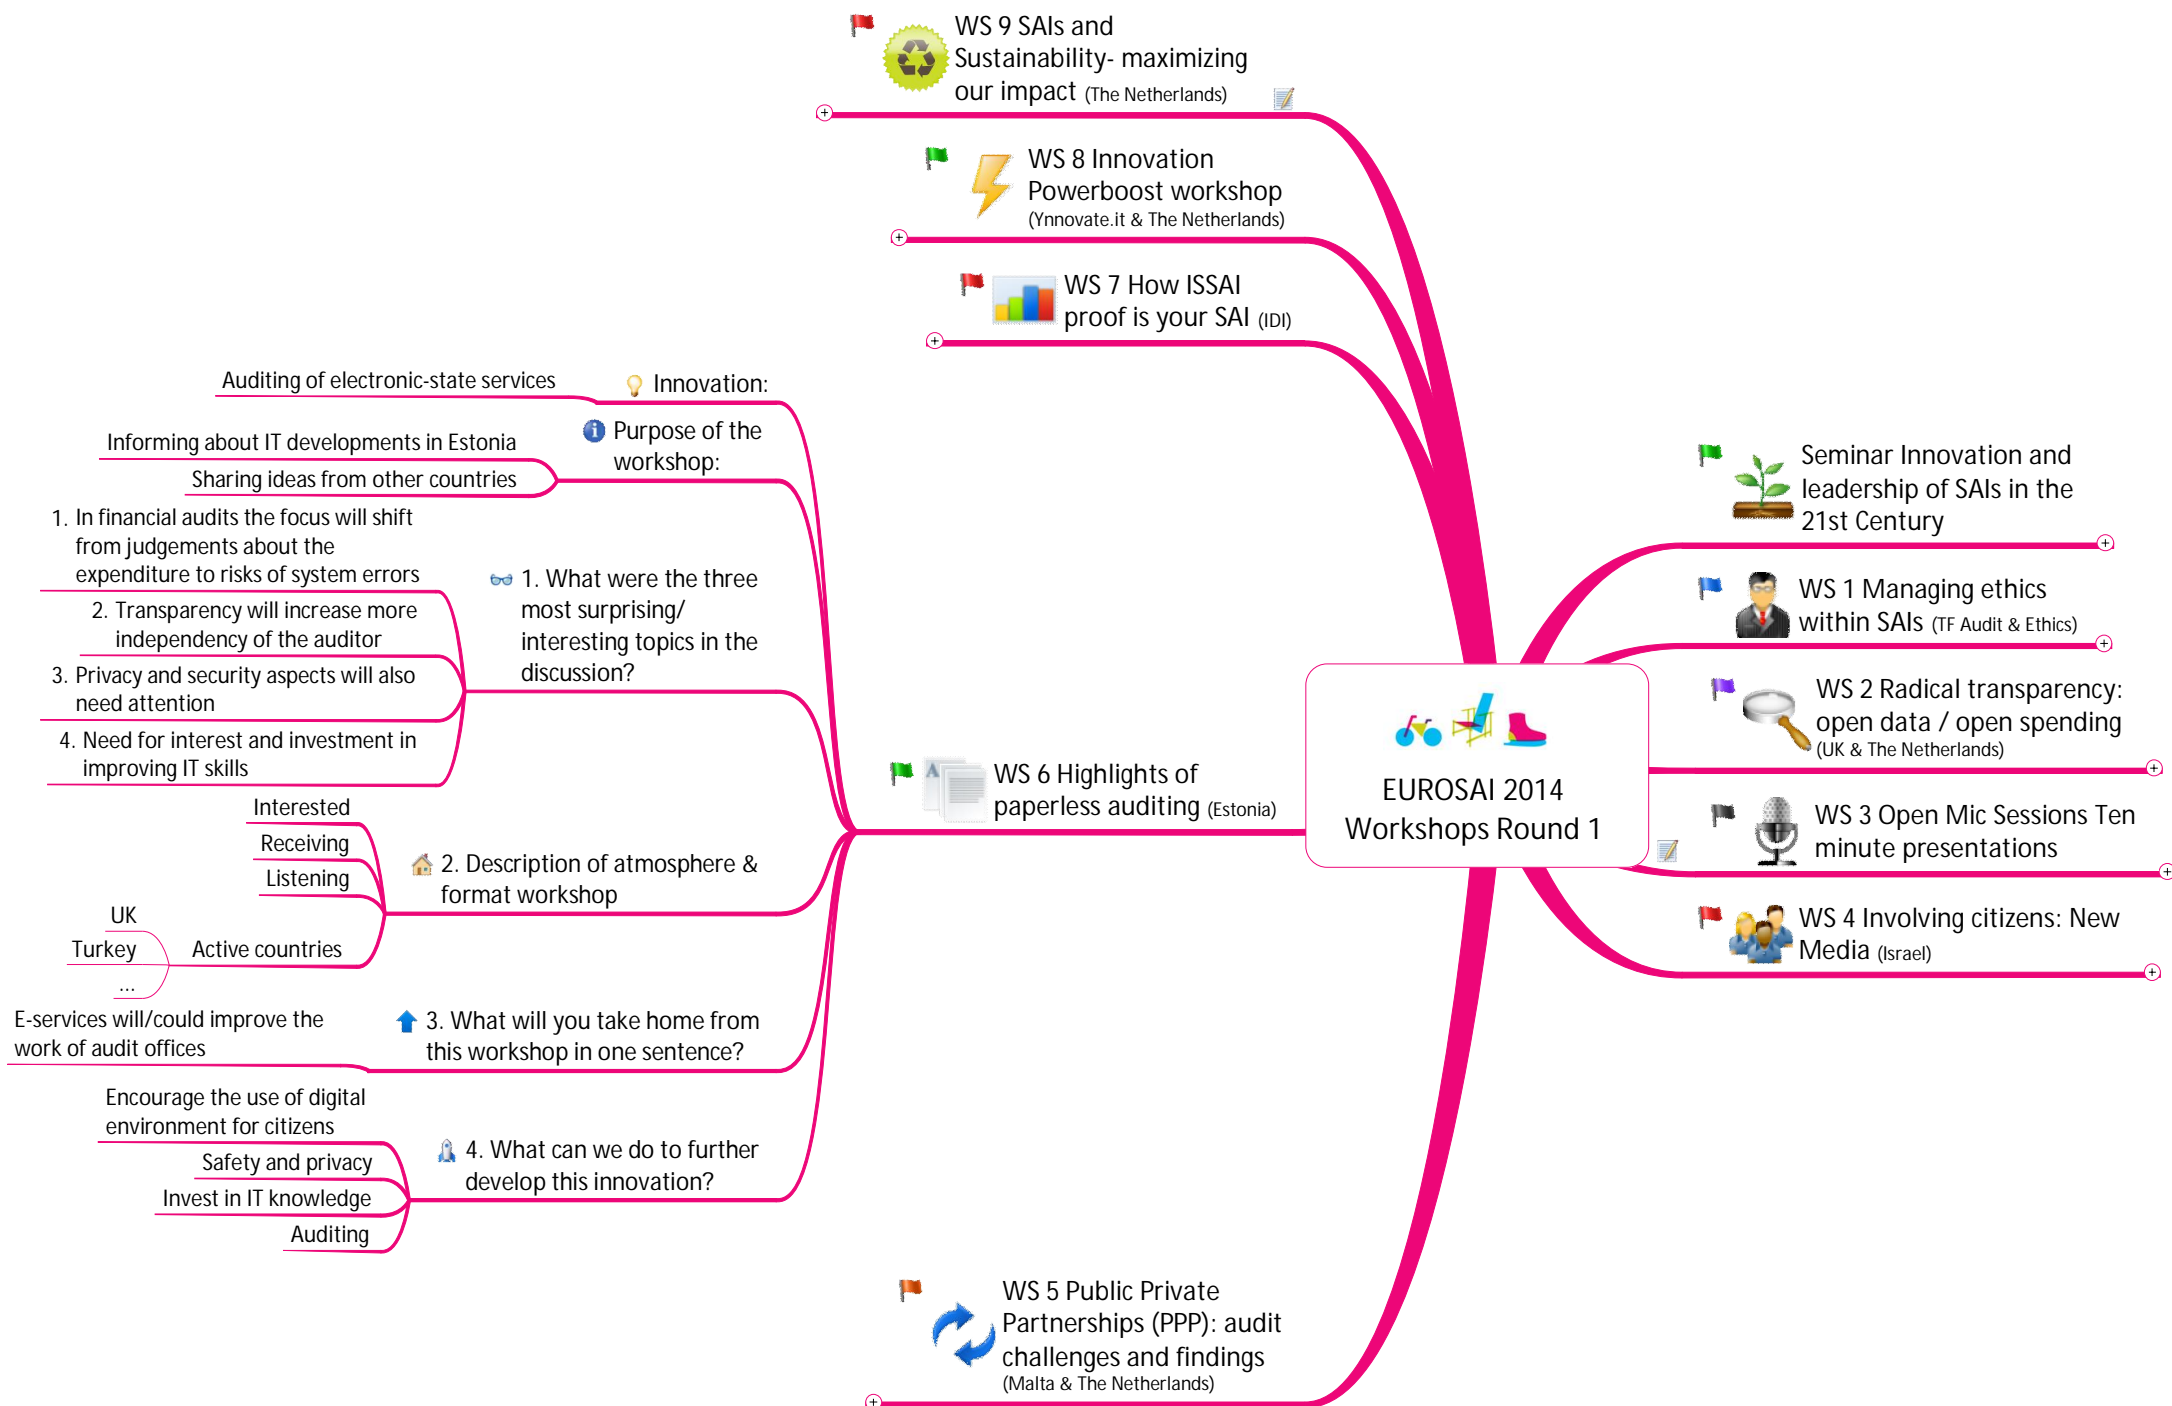 WS 9 SAIs and
Sustainability- maximizing
our impact (The Netherlands)
WS 8 Innovation
Powerboost workshop
(Ynnovate.it & The Netherlands)
WS 7 How ISSAI
proof is your SAI (IDI)
Innovation:
Auditing of electronic-state services
Purpose of the
workshop:
Informing about IT developments in Estonia
Sharing ideas from other countries
1. What were the three
most surprising/
interesting topics in the
discussion?
1. In financial audits the focus will shift
from judgements about the
expenditure to risks of system errors
2. Transparency will increase more
independency of the auditor
3. Privacy and security aspects will also
need attention
4. Need for interest and investment in
improving IT skills
WS 6 Highlights of
paperless auditing (Estonia)
2. Description of atmosphere &
format workshop
Interested
Receiving
Listening
Active countries
UK
Turkey
...
3. What will you take home from
this workshop in one sentence?
E-services will/could improve the
work of audit offices
4. What can we do to further
develop this innovation?
Encourage the use of digital
environment for citizens
Safety and privacy
Invest in IT knowledge
Auditing
WS 5 Public Private
Partnerships (PPP): audit
challenges and findings
(Malta & The Netherlands)
EUROSAI 2014
Workshops Round 1
Seminar Innovation and
leadership of SAIs in the
21st Century
WS 1 Managing ethics
within SAIs (TF Audit & Ethics)
WS 2 Radical transparency:
open data / open spending
(UK & The Netherlands)
WS 3 Open Mic Sessions Ten
minute presentations
WS 4 Involving citizens: New
Media (Israel)